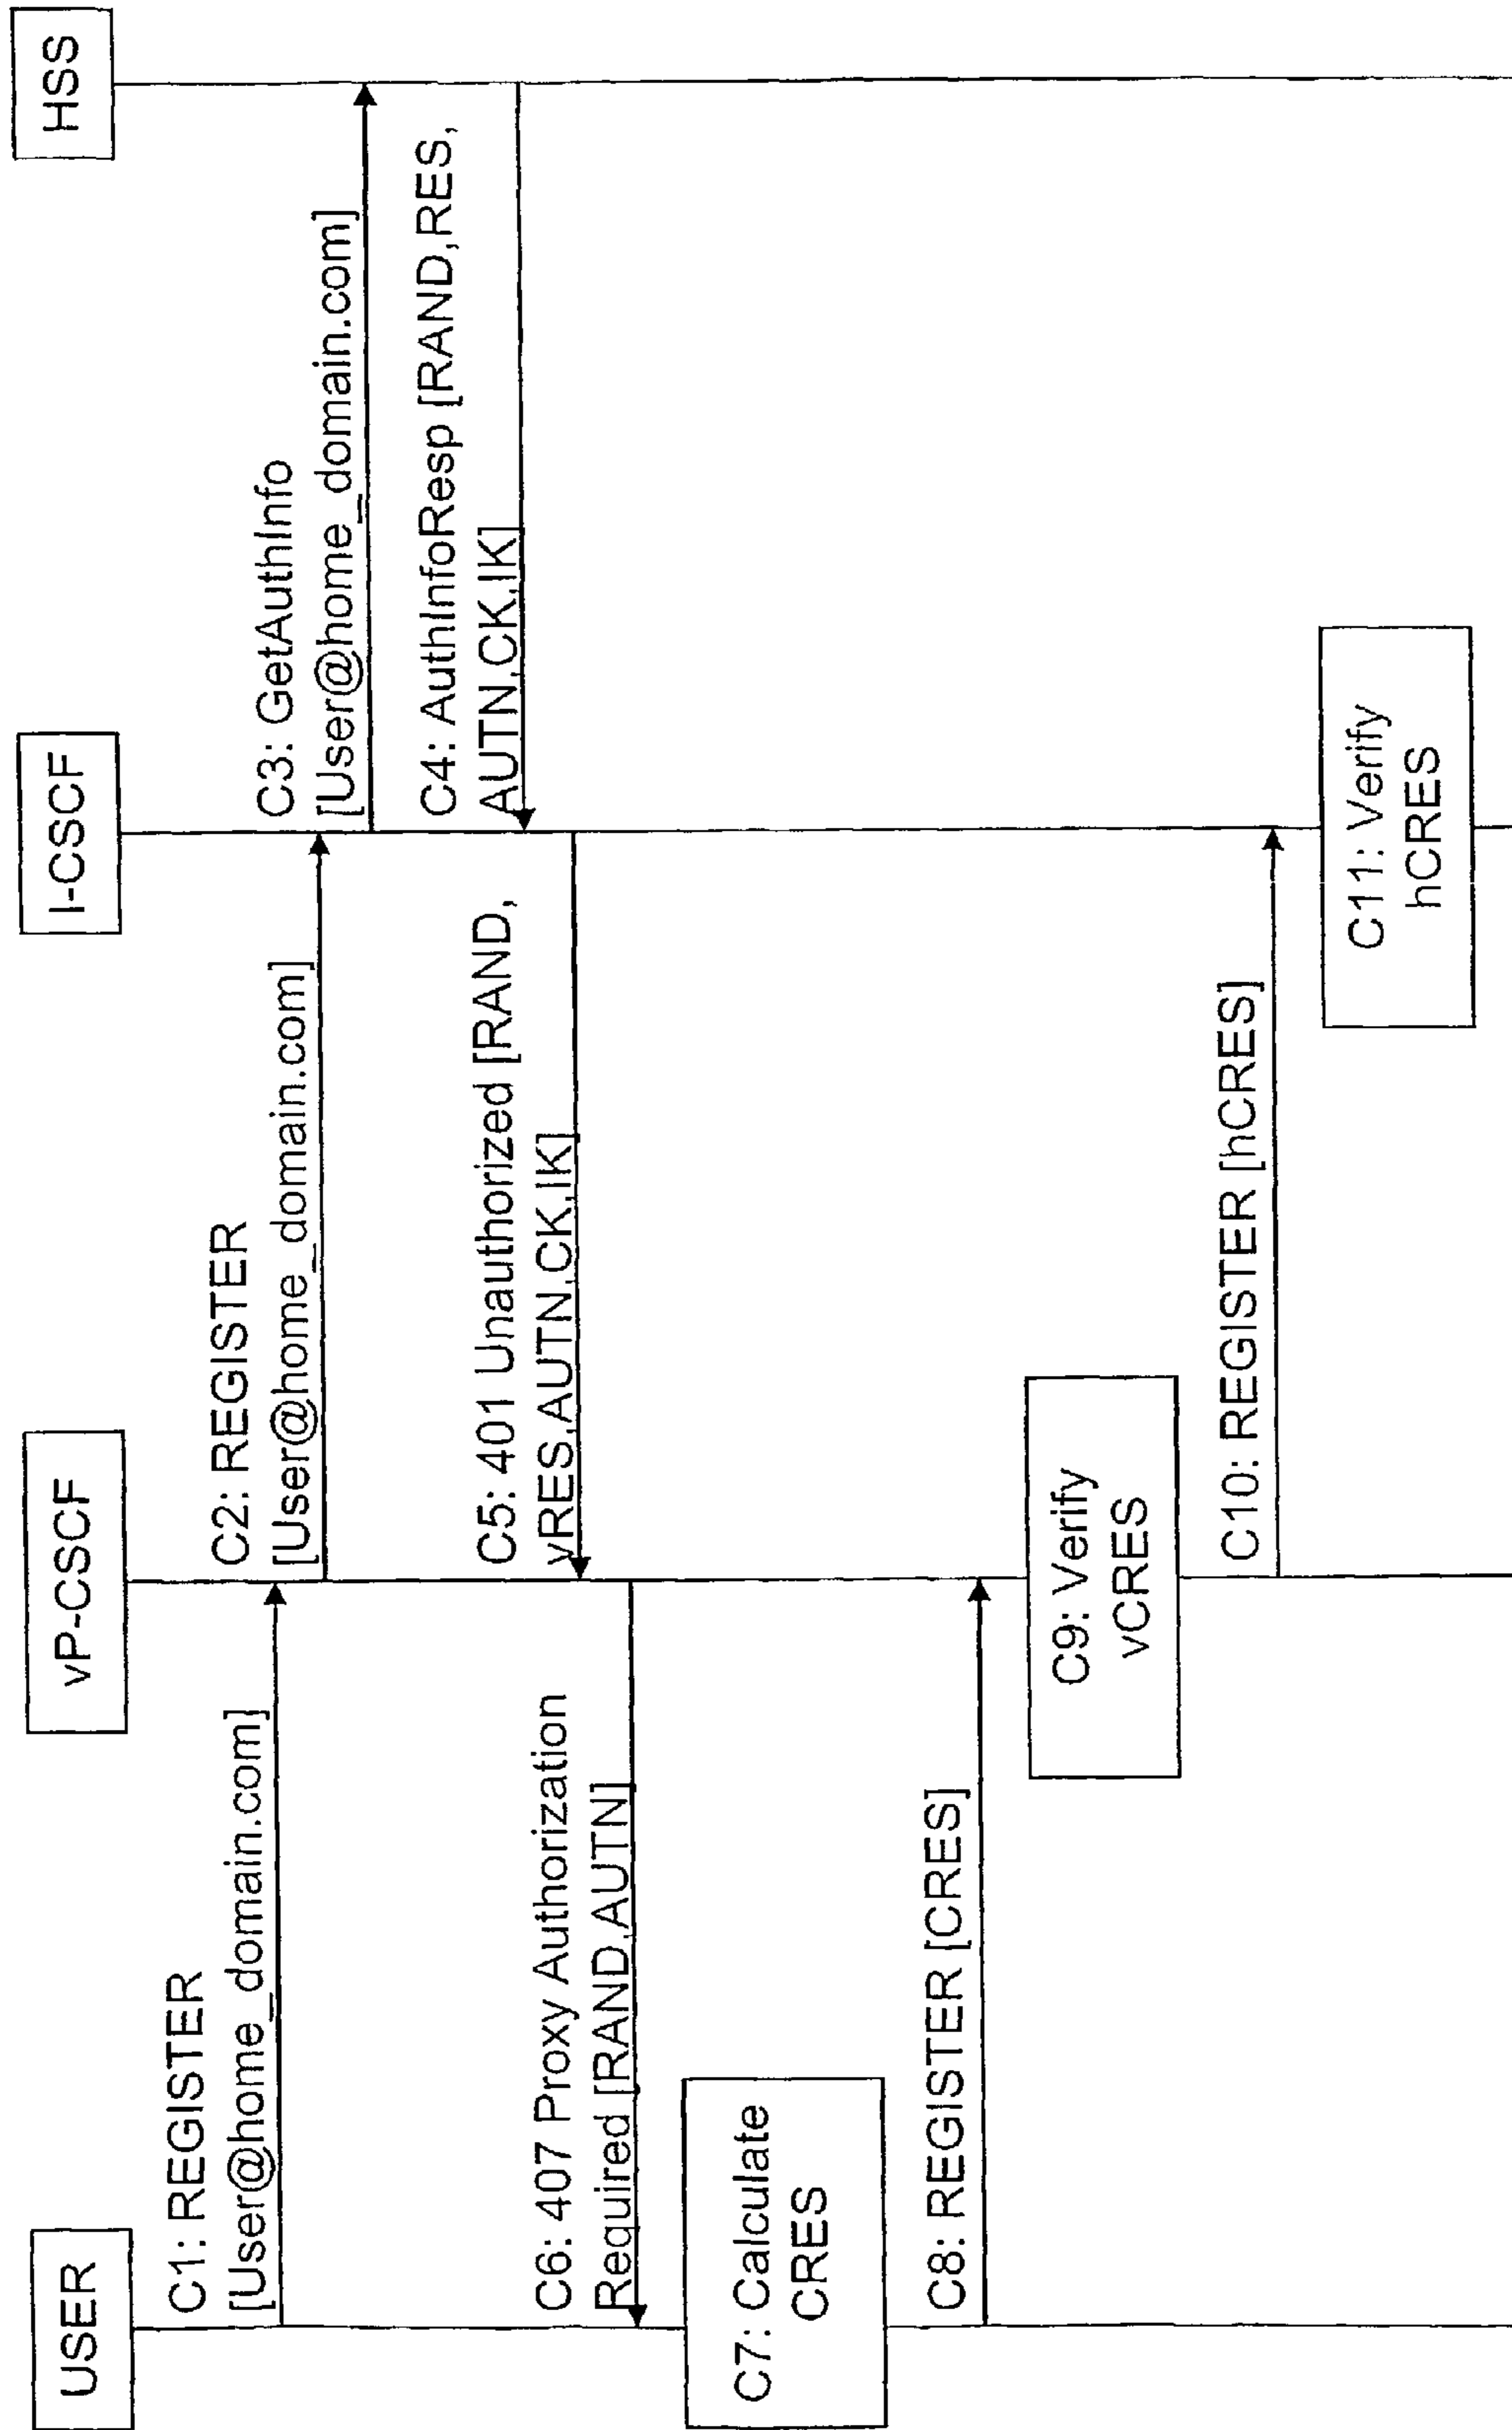 USER
vP-CSCF
I-CSCF
HSS
C1: REGISTER
[User@home_domain.com]
C2: REGISTER
[User@home_domain.com]
C3: GetAuthInfo
[User@home_domain.com]
C4: AuthInfoResp [RAND,RES,
AUTN,CK,IK]
C5: 401 Unauthorized [RAND,
vRES,AUTN,CK,IK]
C6: 407 Proxy Authorization
Required [RAND,AUTN]
C7: Calculate
CRES
C8: REGISTER [CRES]
C9: Verify
vCRES
C10: REGISTER [hCRES]
C11: Verify
hCRES